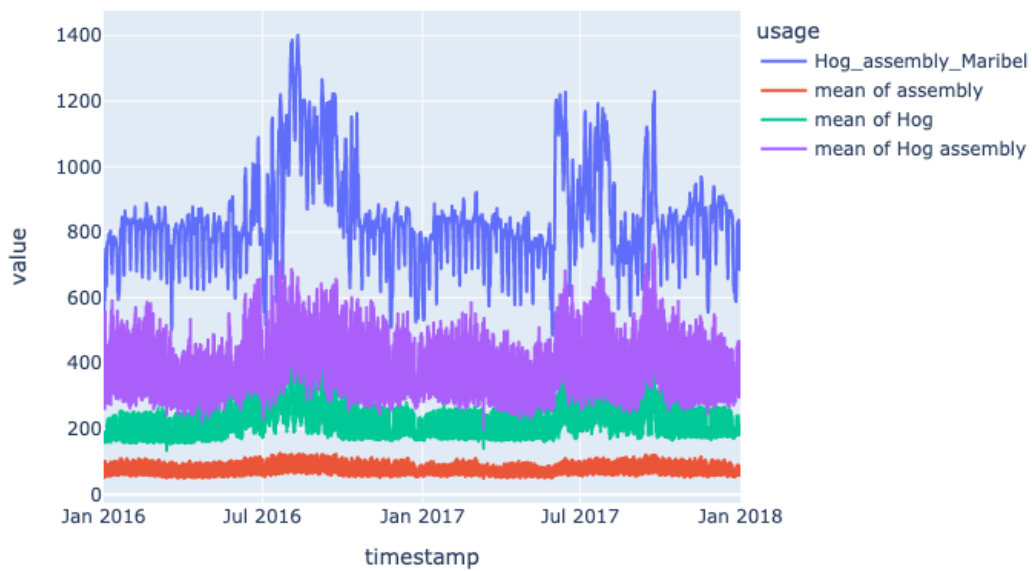 usage
Hog_assembly_Maribel
mean of assembly
mean of Hog
mean of Hog assembly
value
1400
1200
1000
800
600
400
200
0
Jan 2016
Jul 2016
Jan 2017
Jul 2017
Jan 2018
timestamp